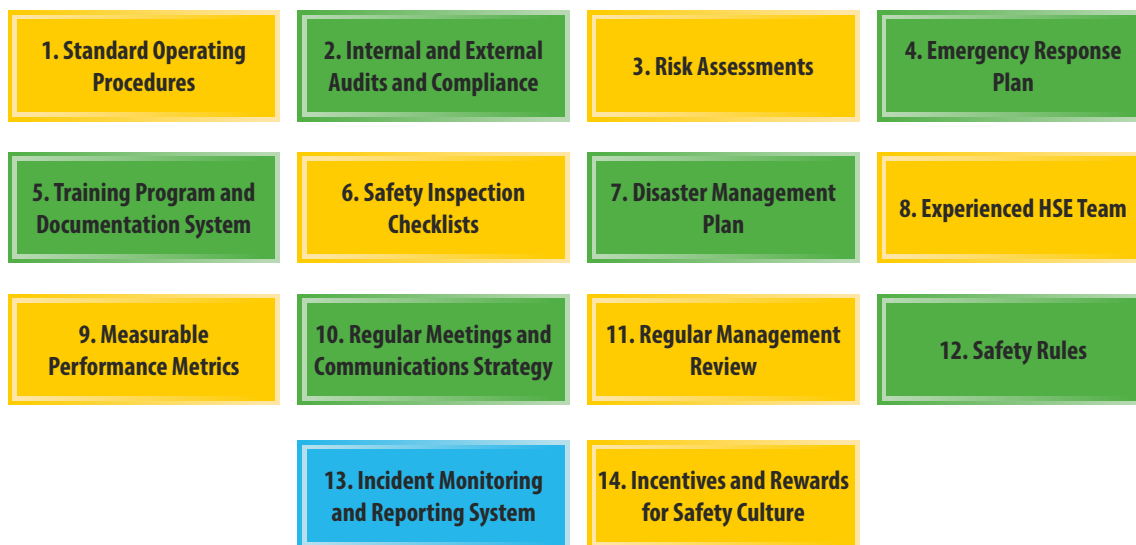 1. Standard Operating
Procedures
2. Internal and External
Audits and Compliance
3. Risk Assessments
4. Emergency Response
Plan
5. Training Program and
Documentation System
6. Safety Inspection
Checklists
7. Disaster Management
Plan
8. Experienced HSE Team
9. Measurable
Performance Metrics
10. Regular Meetings and
Communications Strategy
11. Regular Management
Review
12. Safety Rules
13. Incident Monitoring
and Reporting System
14. Incentives and Rewards
for Safety Culture